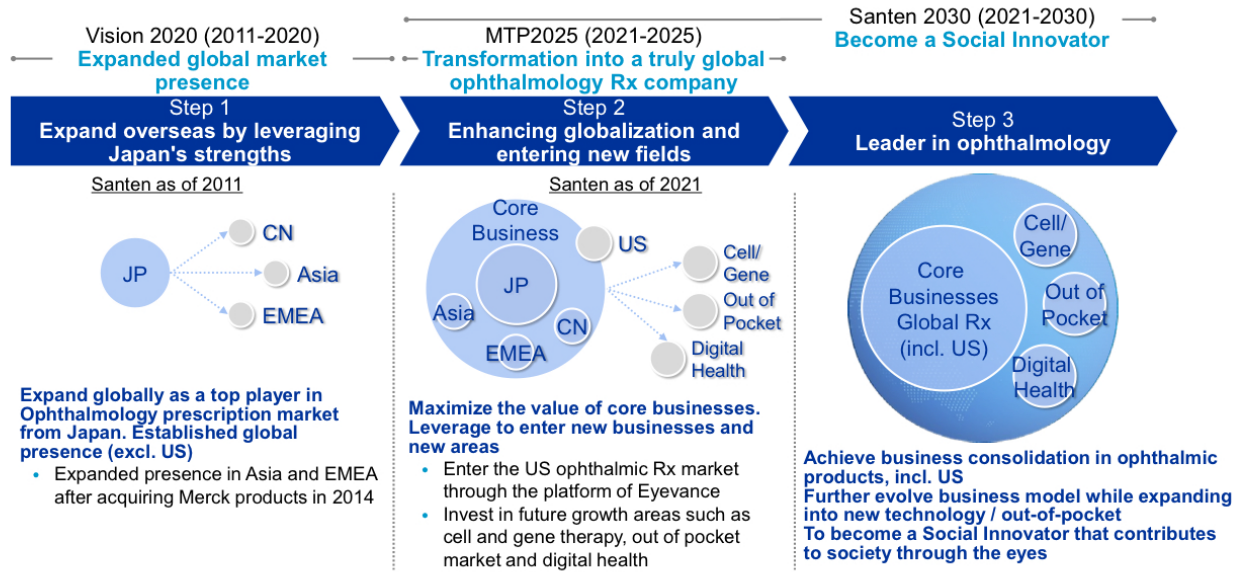 Vision 2020 (2011-2020)
Expanded global market
presence
MTP2025 (2021-2025)
Transformation into a truly global
ophthalmology Rx company
Santen 2030 (2021-2030)
Become a Social Innovator
Step 1
Expand overseas by leveraging
Japan's strengths
Step 2
Enhancing globalization and
entering new fields
Step 3
Leader in ophthalmology
Santen as of 2011
JP
CN
Asia
EMEA
Expand globally as a top player in
Ophthalmology prescription market
from Japan. Established global
presence (excl. US)
• Expanded presence in Asia and EMEA
after acquiring Merck products in 2014
Santen as of 2021
Core
Business
US
JP
Asia
CN
EMEA
Cell/
Gene
Out of
Pocket
Digital
Health
Maximize the value of core businesses.
Leverage to enter new businesses and
new areas
• Enter the US ophthalmic Rx market
through the platform of Eyevance
• Invest in future growth areas such as
cell and gene therapy, out of pocket
market and digital health
Core
Businesses
Global Rx
(incl. US)
Cell/
Gene
Out of
Pocket
Digital
Health
Achieve business consolidation in ophthalmic
products, incl. US
Further evolve business model while expanding
into new technology / out-of-pocket
To become a Social Innovator that contributes
to society through the eyes